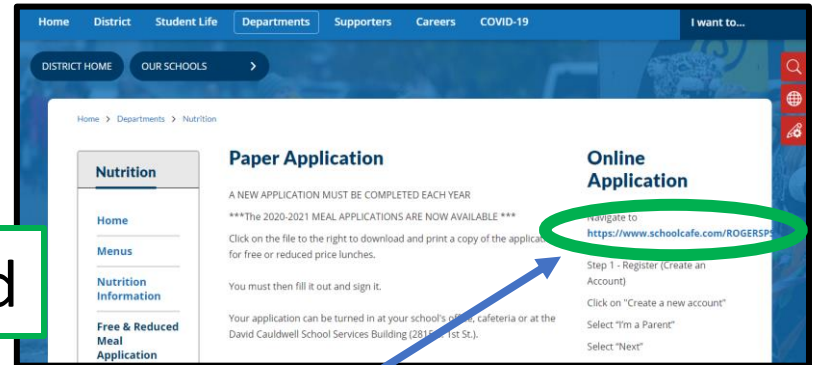 Home District Student Life Departments Supporters Careers COVID-19 I want to...
DISTRICT HOME OUR SCHOOLS >
Home > Departments > Nutrition
Nutrition
Home
Menus
Nutrition
Information
Free & Reduced
Meal
Application
Paper Application
A NEW APPLICATION MUST BE COMPLETED EACH YEAR
***The 2020-2021 MEAL APPLICATIONS ARE NOW AVAILABLE ***
Click on the file to the right to download and print a copy of the
for free or reduced price lunches.
You must then fill it out and sign it.
Your application can be turned in at your school's office, cafeteria or at the
David Cauldwell School Services Building 1st St.).
Online
Application
Navigate to
https://www.schoolcafe.com/ROGERSPS
Step 1 - Register (Create an
Account)
Click on "Create a new account"
Select "I'm a Parent"
Select "Next"
d